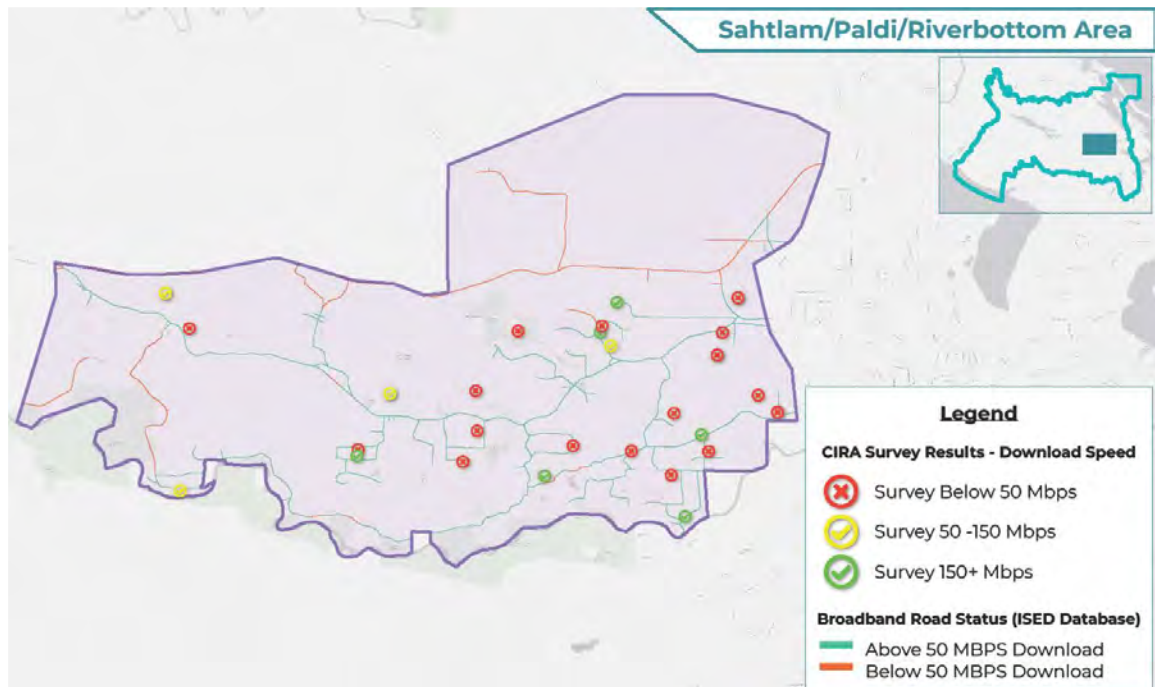 Sahtlam/Paldi/Riverbottom Area
Legend
CIRA Survey Results - Download Speed
Survey Below 50 Mbps
Survey 50 -150 Mbps
Survey 150+ Mbps
Broadband Road Status (ISED Database)
Above 50 MBPS Download
Below 50 MBPS Download